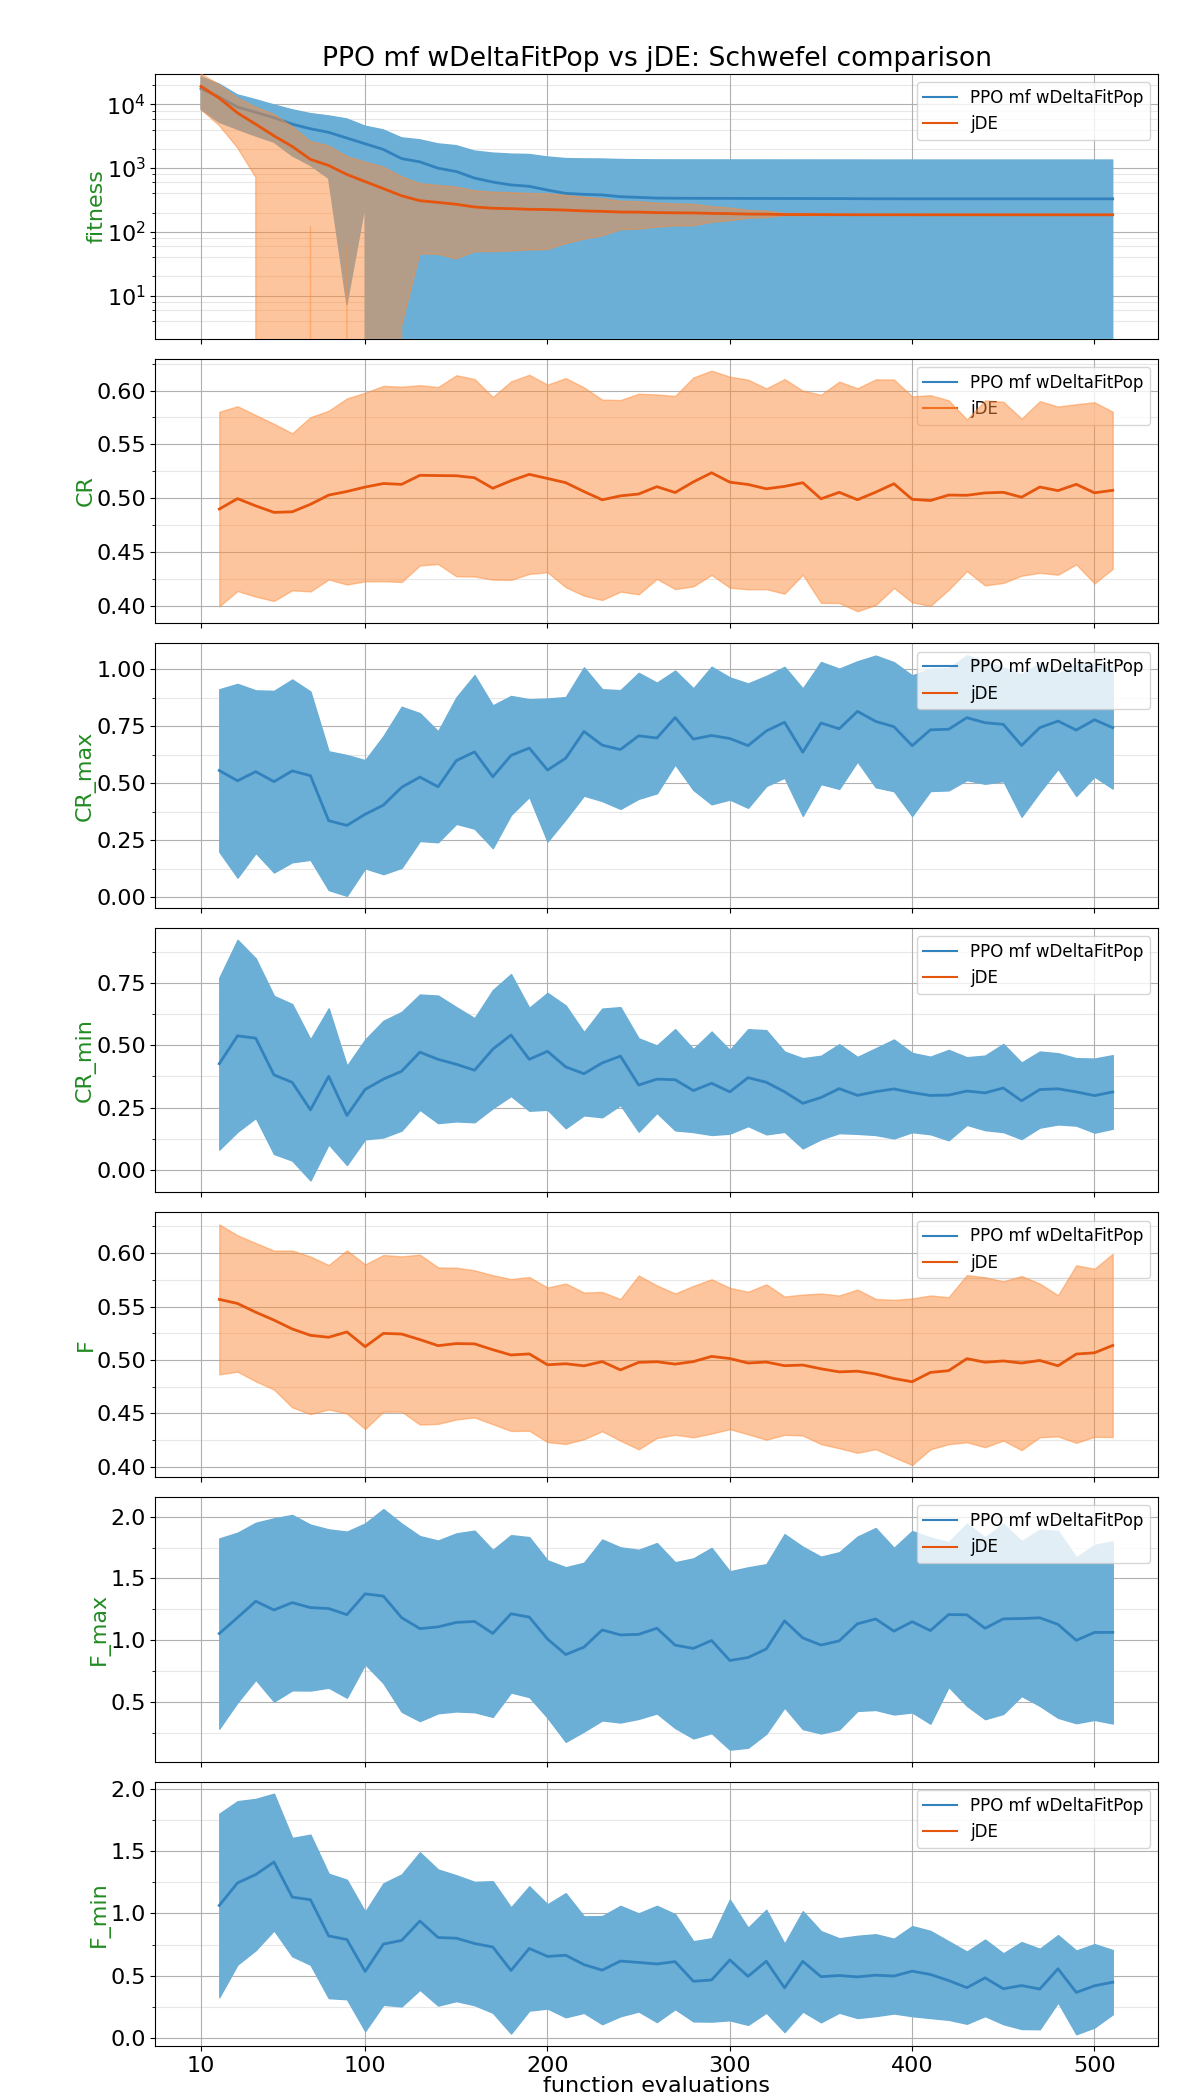 PPO mf wDeltaFitPop vs jDE: Schwefel comparison
fitness
10^4
10^3
10^2
10^1
PPO mf wDeltaFitPop
jDE
CR
0.60
0.55
0.50
0.45
0.40
PPO mf wDeltaFitPop
jDE
CR_max
1.00
0.75
0.50
0.25
0.00
PPO mf wDeltaFitPop
jDE
CR_min
0.75
0.50
0.25
0.00
PPO mf wDeltaFitPop
jDE
F
0.60
0.55
0.50
0.45
0.40
PPO mf wDeltaFitPop
jDE
F_max
2.0
1.5
1.0
0.5
PPO mf wDeltaFitPop
jDE
F_min
2.0
1.5
1.0
0.5
0.0
PPO mf wDeltaFitPop
jDE
10 100 200 300 400 500
function evaluations